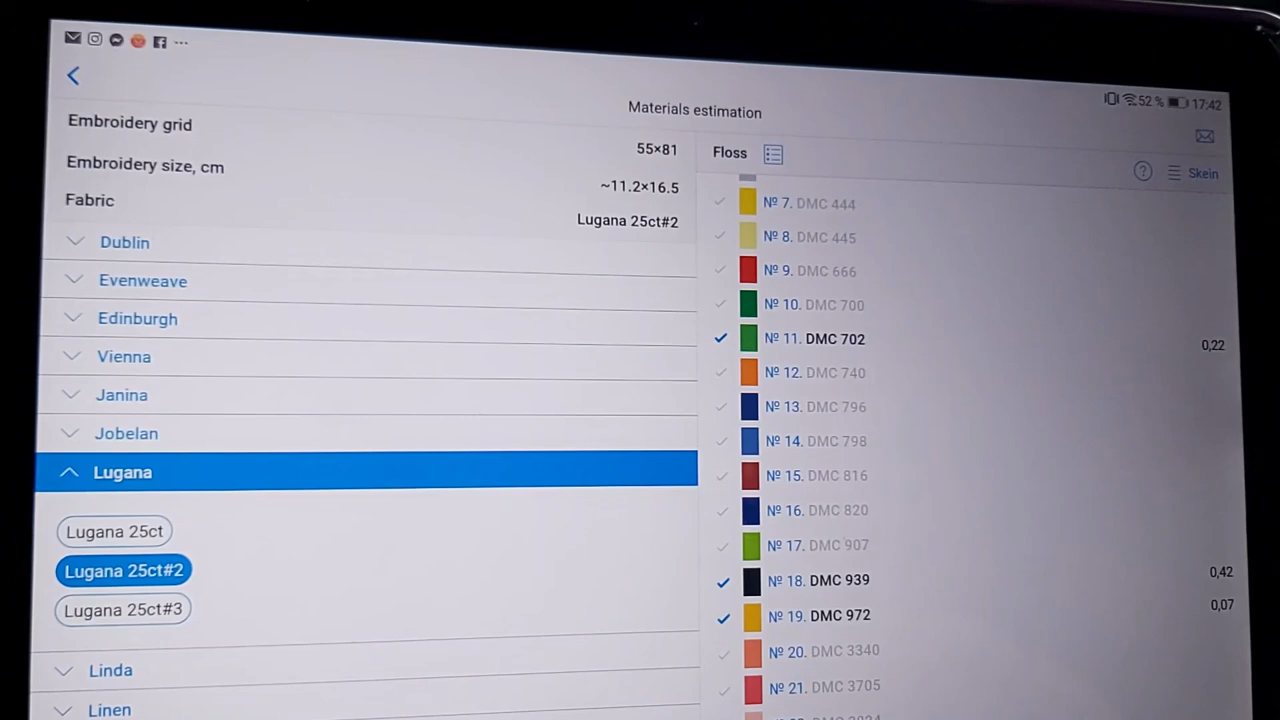 52 % 17:42
Materials estimation
Embroidery grid
55×81
Embroidery size, cm
~11.2×16.5
Fabric
Lugana 25ct#2
Dublin
Evenweave
Edinburgh
Vienna
Janina
Jobelan
Lugana
Lugana 25ct
Lugana 25ct#2
Lugana 25ct#3
Linda
Linen
Floss
? Skein
№ 7. DMC 444
№ 8. DMC 445
№ 9. DMC 666
№ 10. DMC 700
№ 11. DMC 702 0,22
№ 12. DMC 740
№ 13. DMC 796
№ 14. DMC 798
№ 15. DMC 816
№ 16. DMC 820
№ 17. DMC 907
№ 18. DMC 939 0,42
№ 19. DMC 972 0,07
№ 20. DMC 3340
№ 21. DMC 3705